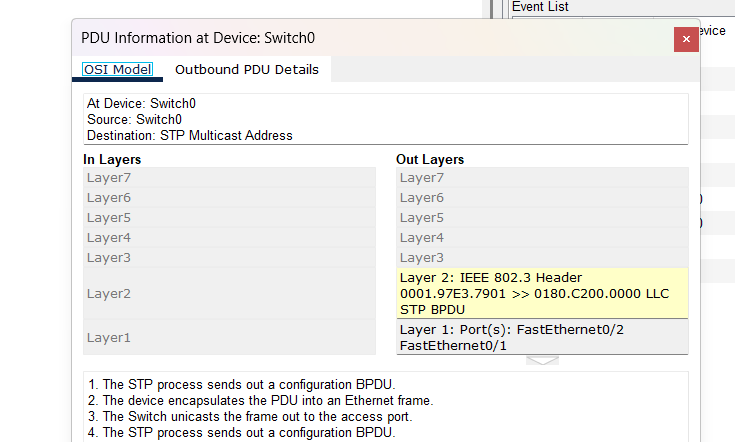 Event List
PDU Information at Device: Switch0
evice
OSI Model
Outbound PDU Details
At Device: Switch0
Source: Switch0
Destination: STP Multicast Address
In Layers
Out Layers
Layer7
Layer7
Layer6
Layer6
Layer5
Layer5
Layer4
Layer4
Layer3
Layer3
Layer2
Layer 2: IEEE 802.3 Header
0001.97E3.7901 >> 0180.C200.0000 LLC
STP BPDU
Layer1
Layer 1: Port(s): FastEthernet0/2
FastEthernet0/1
1. The STP process sends out a configuration BPDU.
2. The device encapsulates the PDU into an Ethernet frame.
3. The Switch unicasts the frame out to the access port.
4. The STP process sends out a configuration BPDU.